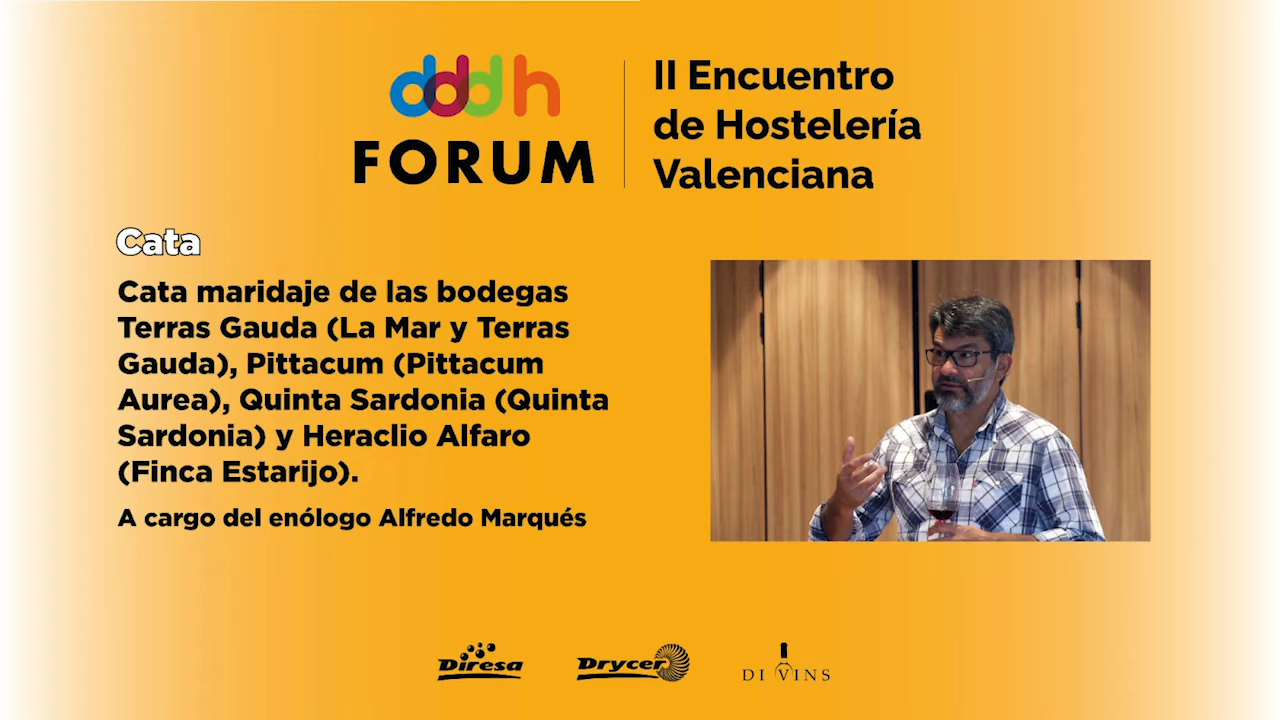 dddh
FORUM
II Encuentro
de Hostelería
Valenciana
Cata
Cata maridaje de las bodegas
Terras Gauda (La Mar y Terras
Gauda), Pittacum (Pittacum
Aurea), Quinta Sardonia (Quinta
Sardonia) y Heraclio Alfaro
(Finca Estarijo).
A cargo del enólogo Alfredo Marqués
Diresa
Drycer
DI VINS